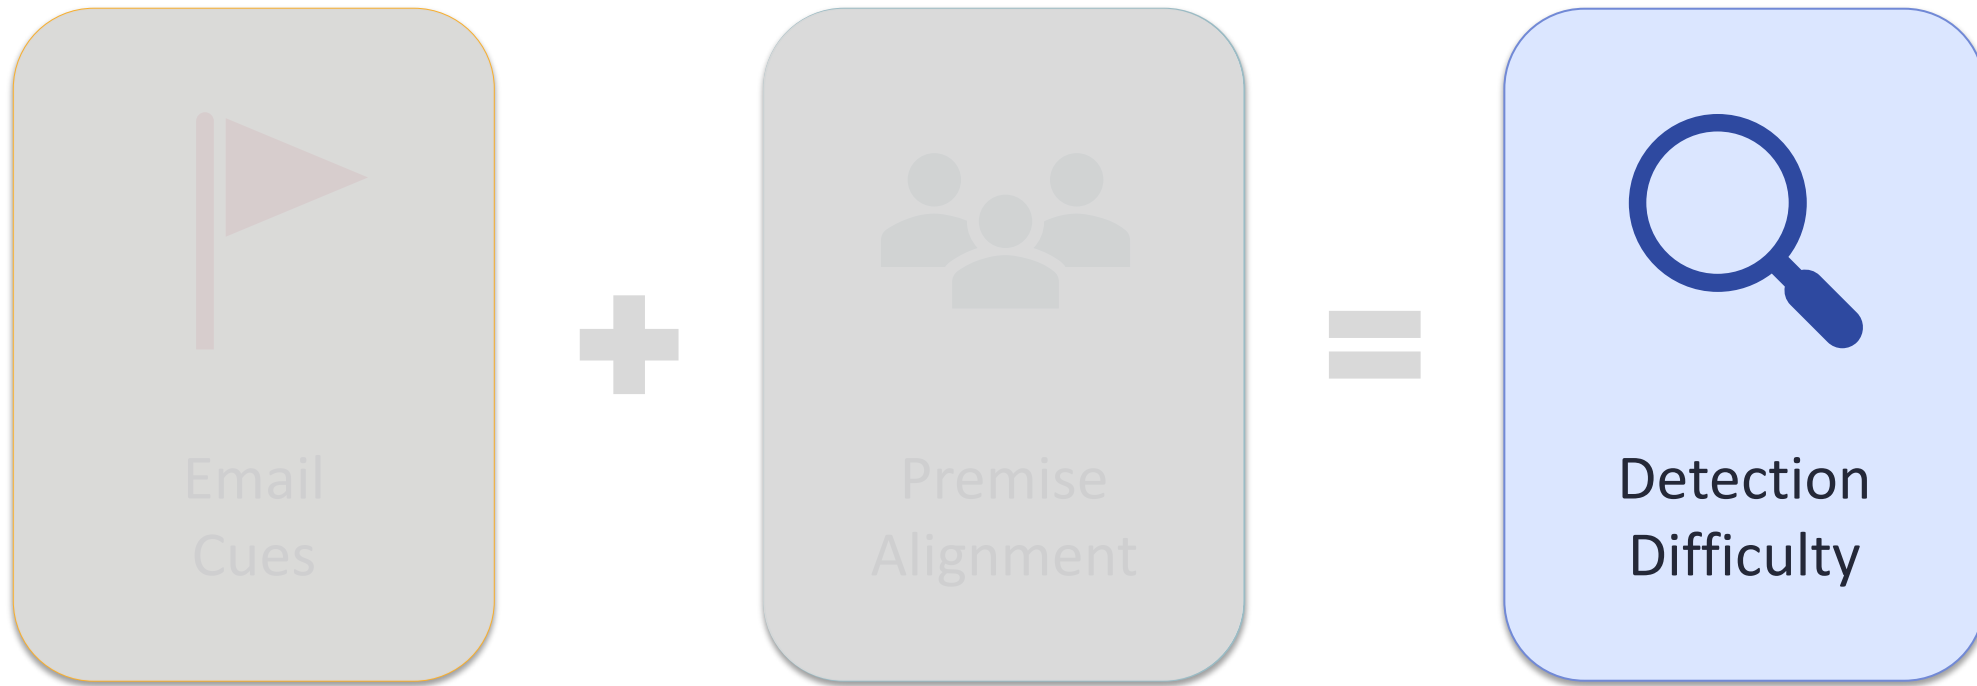 Email
Cues
Premise
Alignment
Detection
Difficulty